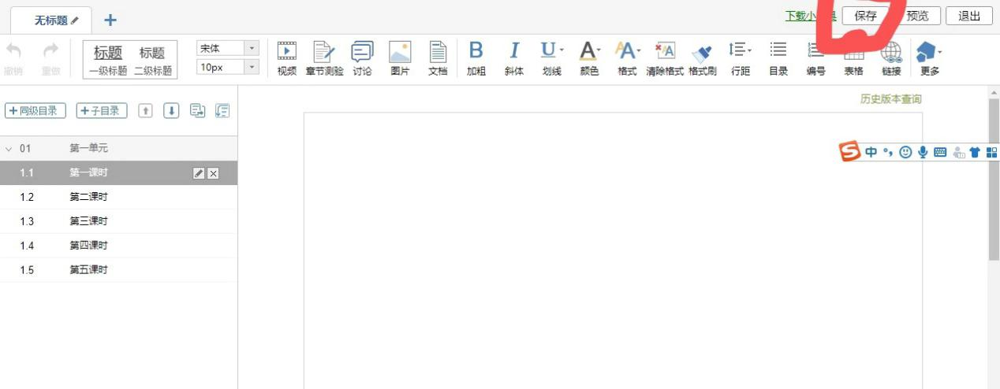 无标题
下载小 具 保存 预览 退出
标题 标题 宋体
撤销 重做 一级标题 二级标题 10px 视频 章节测验 讨论 图片 文档 加粗 斜体 划线 颜色 格式 清除格式 格式刷 行距 目录 编号 表格 链接 更多
历史版本查询
同级目录 子目录
01 第一单元
中
1.1 第一课时
1.2 第二课时
1.3 第三课时
1.4 第四课时
1.5 第五课时